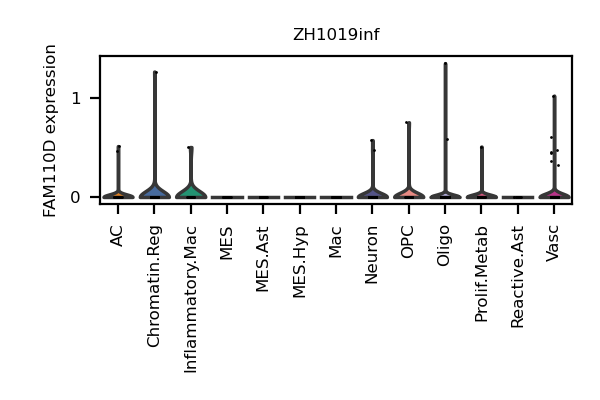 ZH1019inf
FAM110D expression
1
0
AC
Chromatin.Reg
Inflammatory.Mac
MES
MES.Ast
MES.Hyp
Mac
Neuron
OPC
Oligo
Prolif.Metab
Reactive.Ast
Vasc